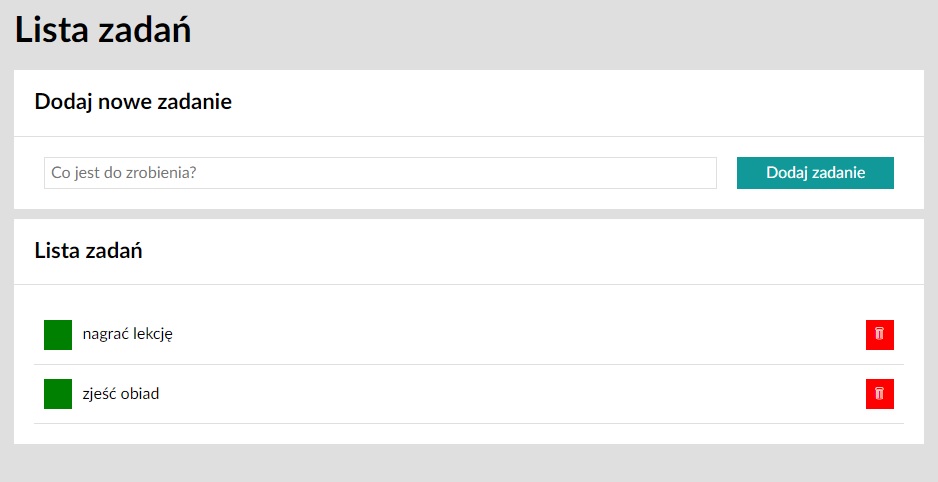 Lista zadań
Dodaj nowe zadanie
Co jest do zrobienia?
Dodaj zadanie
Lista zadań
nagrać lekcję
zjeść obiad